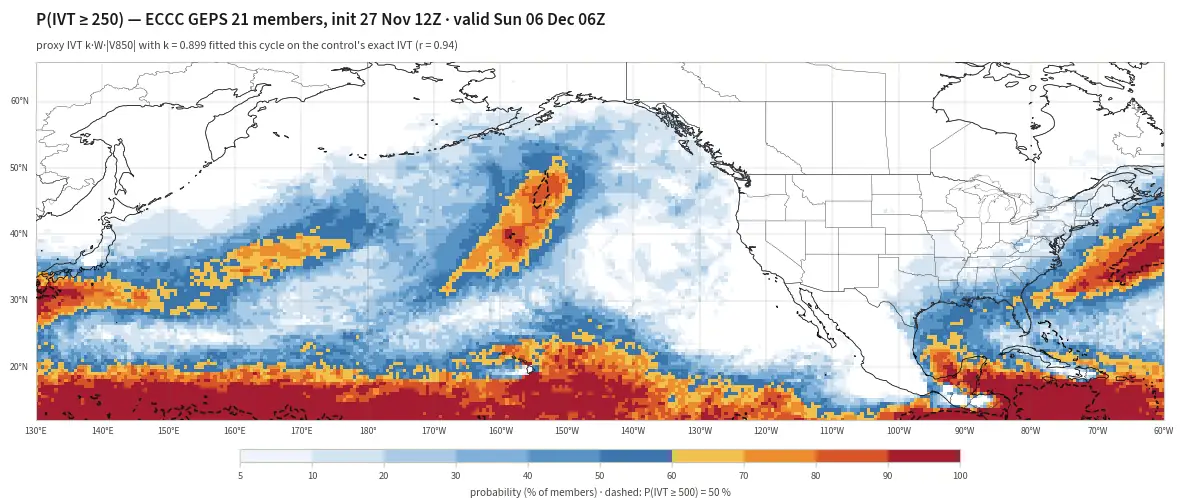 P(IVT ≥ 250) — ECCC GEPS 21 members, init 27 Nov 12Z · valid Sun 06 Dec 06Z
proxy IVT k·W·|V850| with k = 0.899 fitted this cycle on the control's exact IVT (r = 0.94)
60°N
50°N
40°N
30°N
20°N
130°E 140°E 150°E 160°E 170°E 180° 170°W 160°W 150°W 140°W 130°W 120°W 110°W 100°W 90°W 80°W 70°W 60°W
5 10 20 30 40 50 60 70 80 90 100
probability (% of members) · dashed: P(IVT ≥ 500) = 50 %